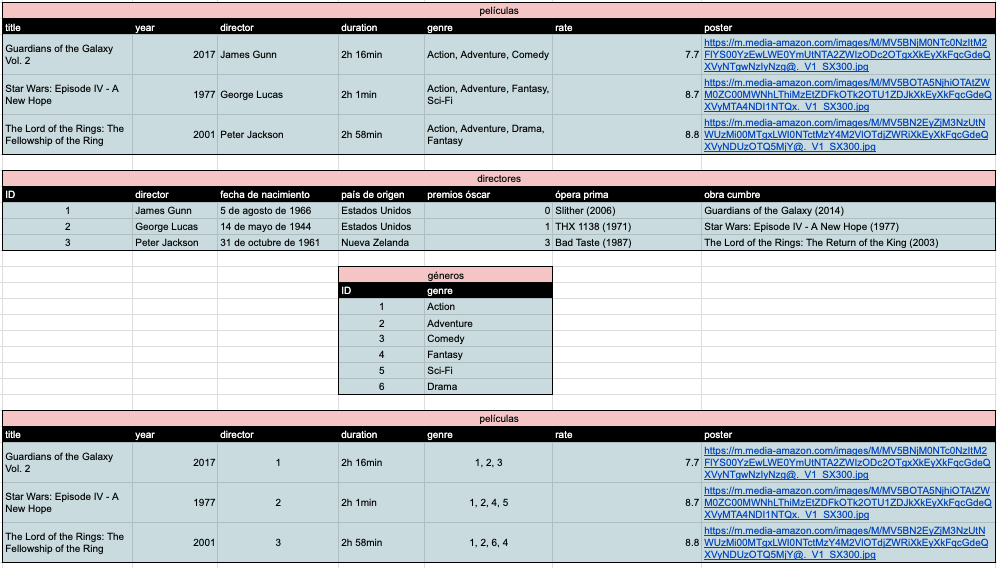 películas
title year director duration genre rate poster
Guardians of the Galaxy Vol. 2 2017 James Gunn 2h 16min Action, Adventure, Comedy 7.7 https://m.media-amazon.com/images/M/MV5BNjM0NTc0NzItM2FlYS00YzEwLWE0YmUtNTA2ZWIzODc2OTgxXkEyXkFqcGdeQXVyNTgwNzIyNzg@._V1_SX300.jpg
Star Wars: Episode IV - A New Hope 1977 George Lucas 2h 1min Action, Adventure, Fantasy, Sci-Fi 8.7 https://m.media-amazon.com/images/M/MV5BOTA5NjhiOTAtZWM0ZC00MWNhLThiMzEtZDFkOTk2OTU1ZDJkXkEyXkFqcGdeQXVyMTA4NDI1NTQx._V1_SX300.jpg
The Lord of the Rings: The Fellowship of the Ring 2001 Peter Jackson 2h 58min Action, Adventure, Drama, Fantasy 8.8 https://m.media-amazon.com/images/M/MV5BN2EyZjM3NzUtNWUzMi00MTgxLWI0NTctMzY4M2VlOTdjZWRiXkEyXkFqcGdeQXVyNDUzOTQ5MjY@._V1_SX300.jpg
directores
ID director fecha de nacimiento país de origen premios óscar ópera prima obra cumbre
1 James Gunn 5 de agosto de 1966 Estados Unidos 0 Slither (2006) Guardians of the Galaxy (2014)
2 George Lucas 14 de mayo de 1944 Estados Unidos 1 THX 1138 (1971) Star Wars: Episode IV - A New Hope (1977)
3 Peter Jackson 31 de octubre de 1961 Nueva Zelanda 3 Bad Taste (1987) The Lord of the Rings: The Return of the King (2003)
géneros
ID genre
1 Action
2 Adventure
3 Comedy
4 Fantasy
5 Sci-Fi
6 Drama
películas
title year director duration genre rate poster
Guardians of the Galaxy Vol. 2 2017 1 2h 16min 1, 2, 3 7.7 https://m.media-amazon.com/images/M/MV5BNjM0NTc0NzItM2FlYS00YzEwLWE0YmUtNTA2ZWIzODc2OTgxXkEyXkFqcGdeQXVyNTgwNzIyNzg@._V1_SX300.jpg
Star Wars: Episode IV - A New Hope 1977 2 2h 1min 1, 2, 4, 5 8.7 https://m.media-amazon.com/images/M/MV5BOTA5NjhiOTAtZWM0ZC00MWNhLThiMzEtZDFkOTk2OTU1ZDJkXkEyXkFqcGdeQXVyMTA4NDI1NTQx._V1_SX300.jpg
The Lord of the Rings: The Fellowship of the Ring 2001 3 2h 58min 1, 2, 6, 4 8.8 https://m.media-amazon.com/images/M/MV5BN2EyZjM3NzUtNWUzMi00MTgxLWI0NTctMzY4M2VlOTdjZWRiXkEyXkFqcGdeQXVyNDUzOTQ5MjY@._V1_SX300.jpg